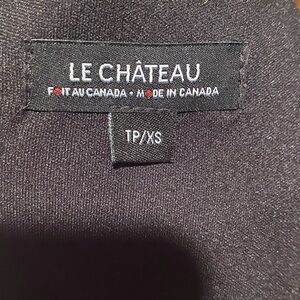 LE CHÂTEAU
FAIT AU CANADA • MADE IN CANADA
TP/XS